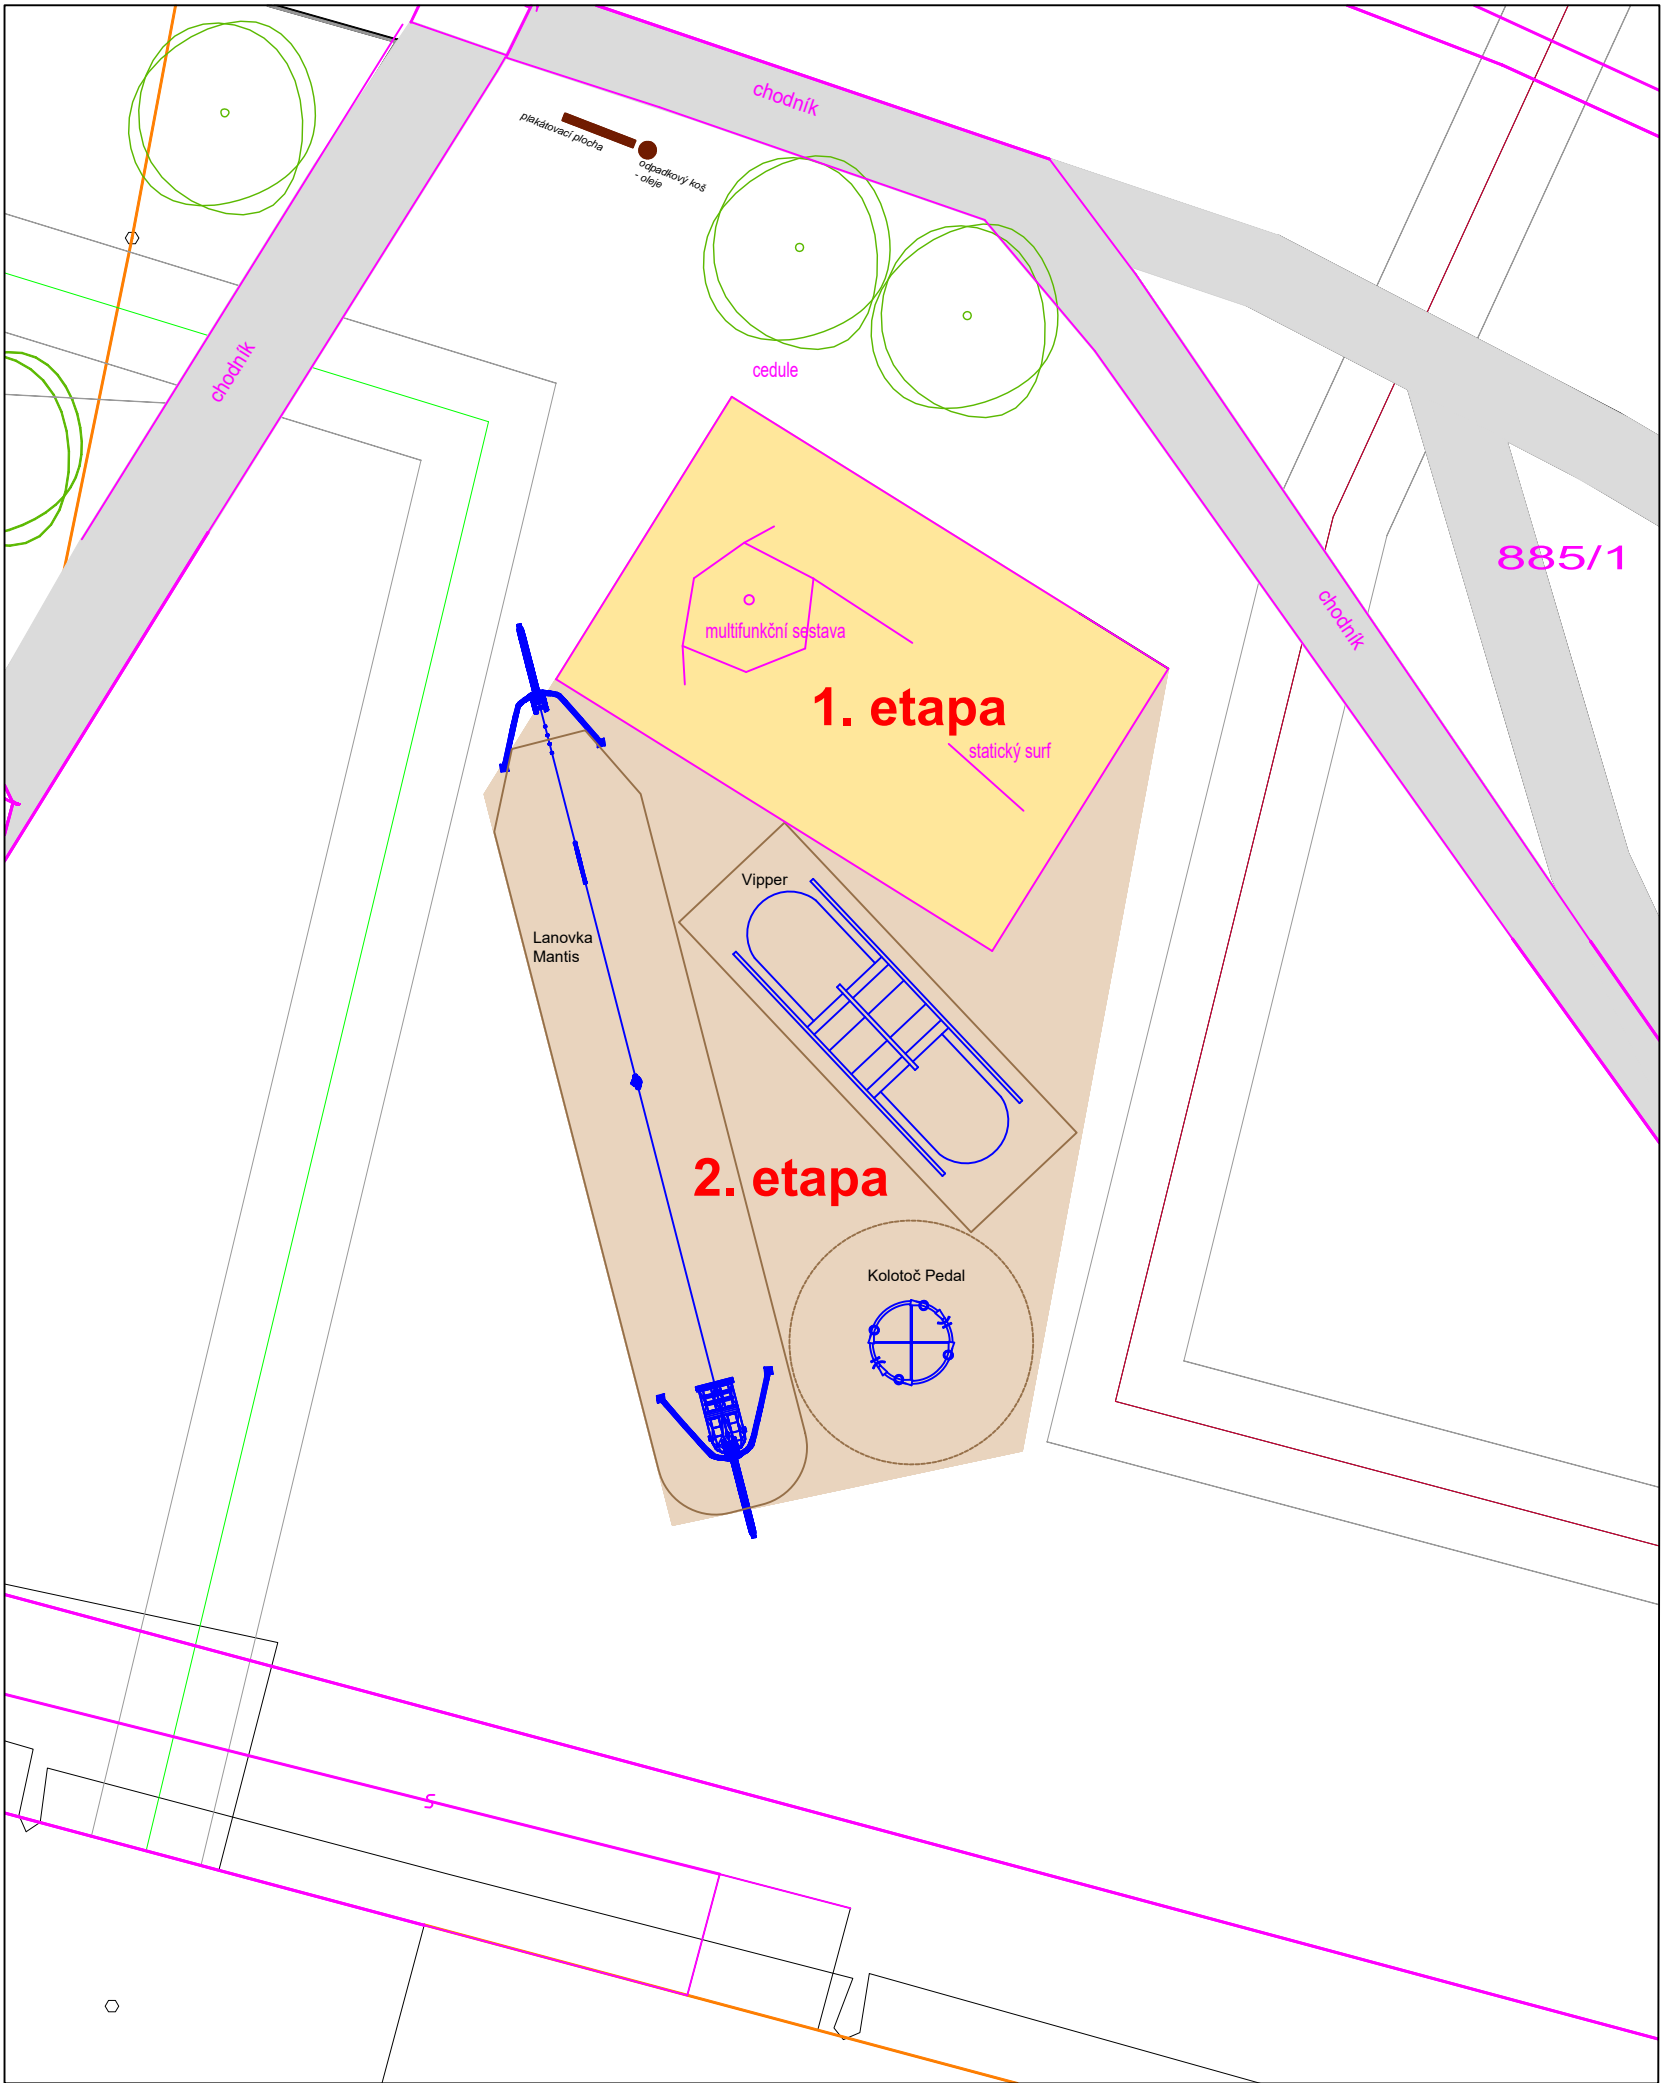 chodník
plakátovací plocha
odpadkový koš
- oleje
chodník
cedule
885/1
chodník
multifunkční sestava
1. etapa
statický surf
Vipper
Lanovka
Mantis
2. etapa
Kolotoč Pedal
S